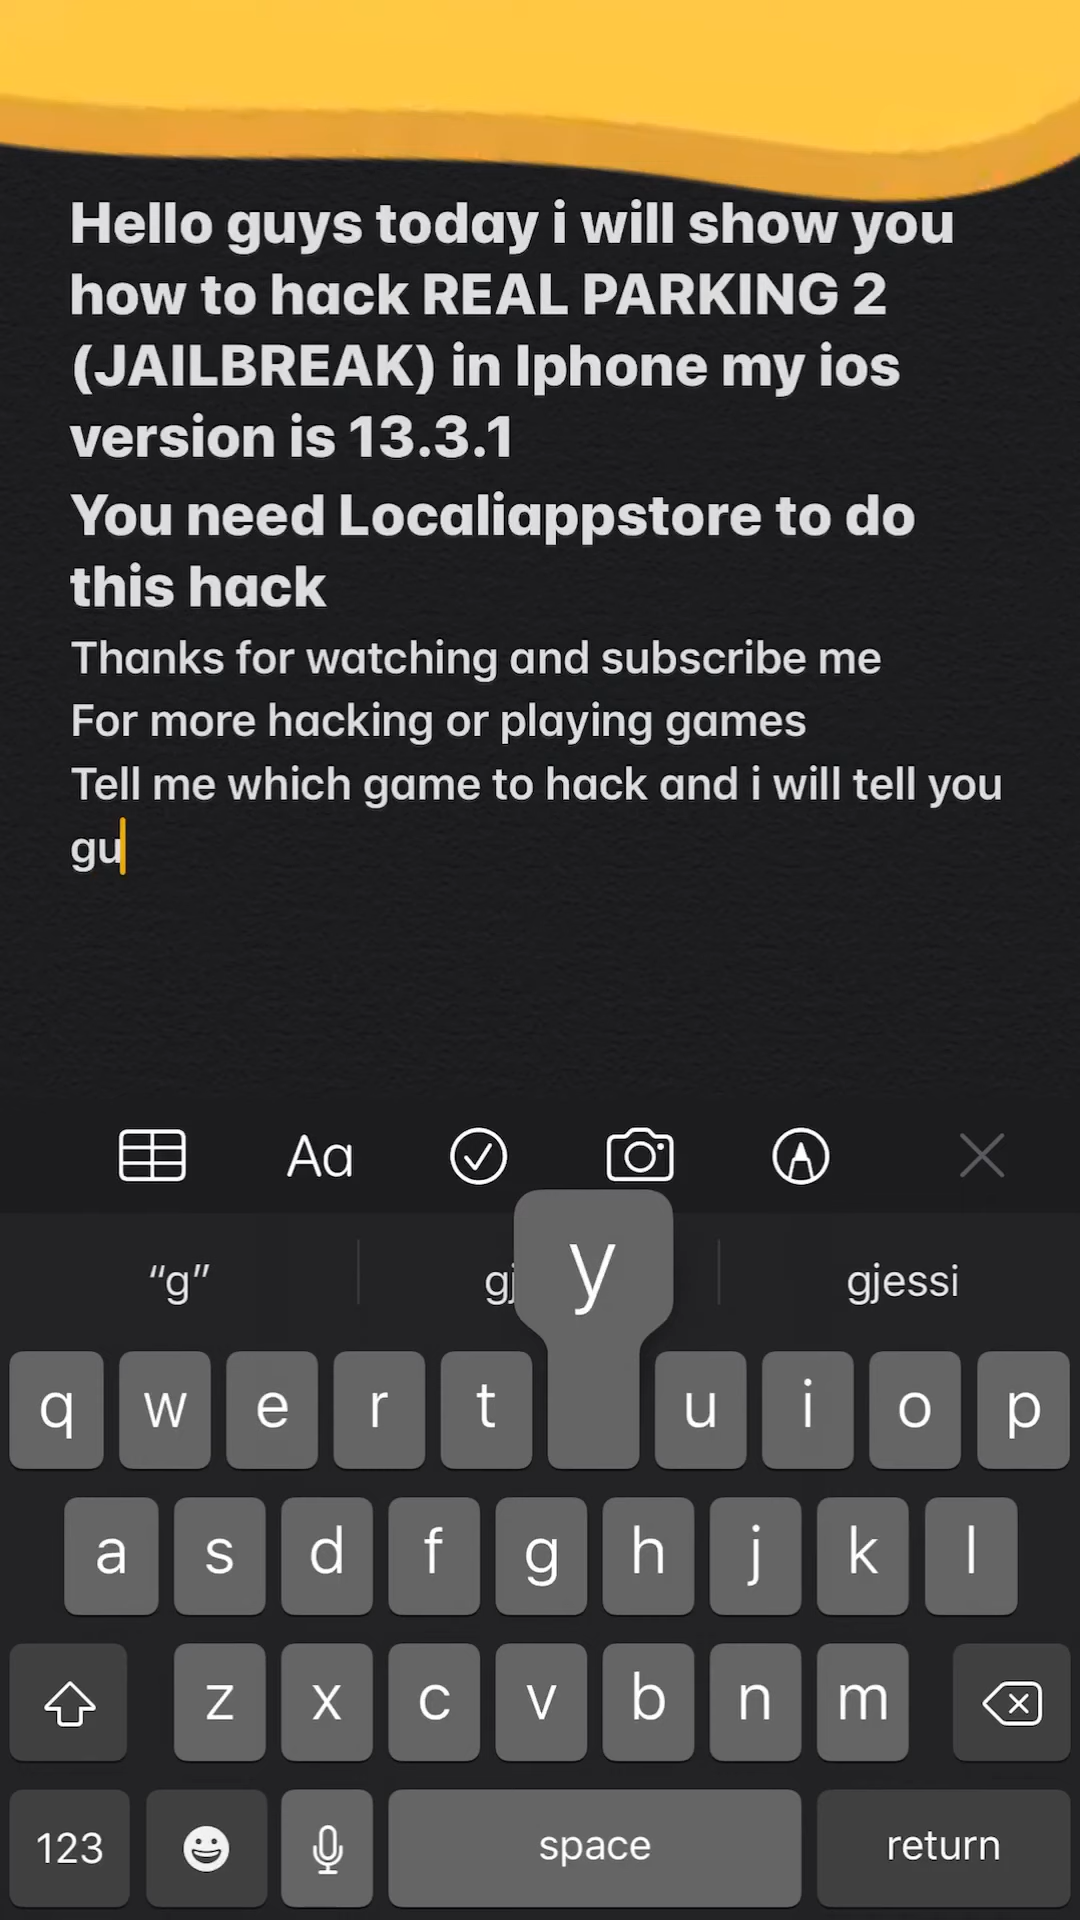 Hello guys today i will show you
how to hack REAL PARKING 2
(JAILBREAK) in Iphone my ios
version is 13.3.1
You need Localiappstore to do
this hack
Thanks for watching and subscribe me
For more hacking or playing games
Tell me which game to hack and i will tell you
gu
Aa
“g” gjessi
y
q w e r t u i o p
a s d f g h j k l
z x c v b n m
123 space return